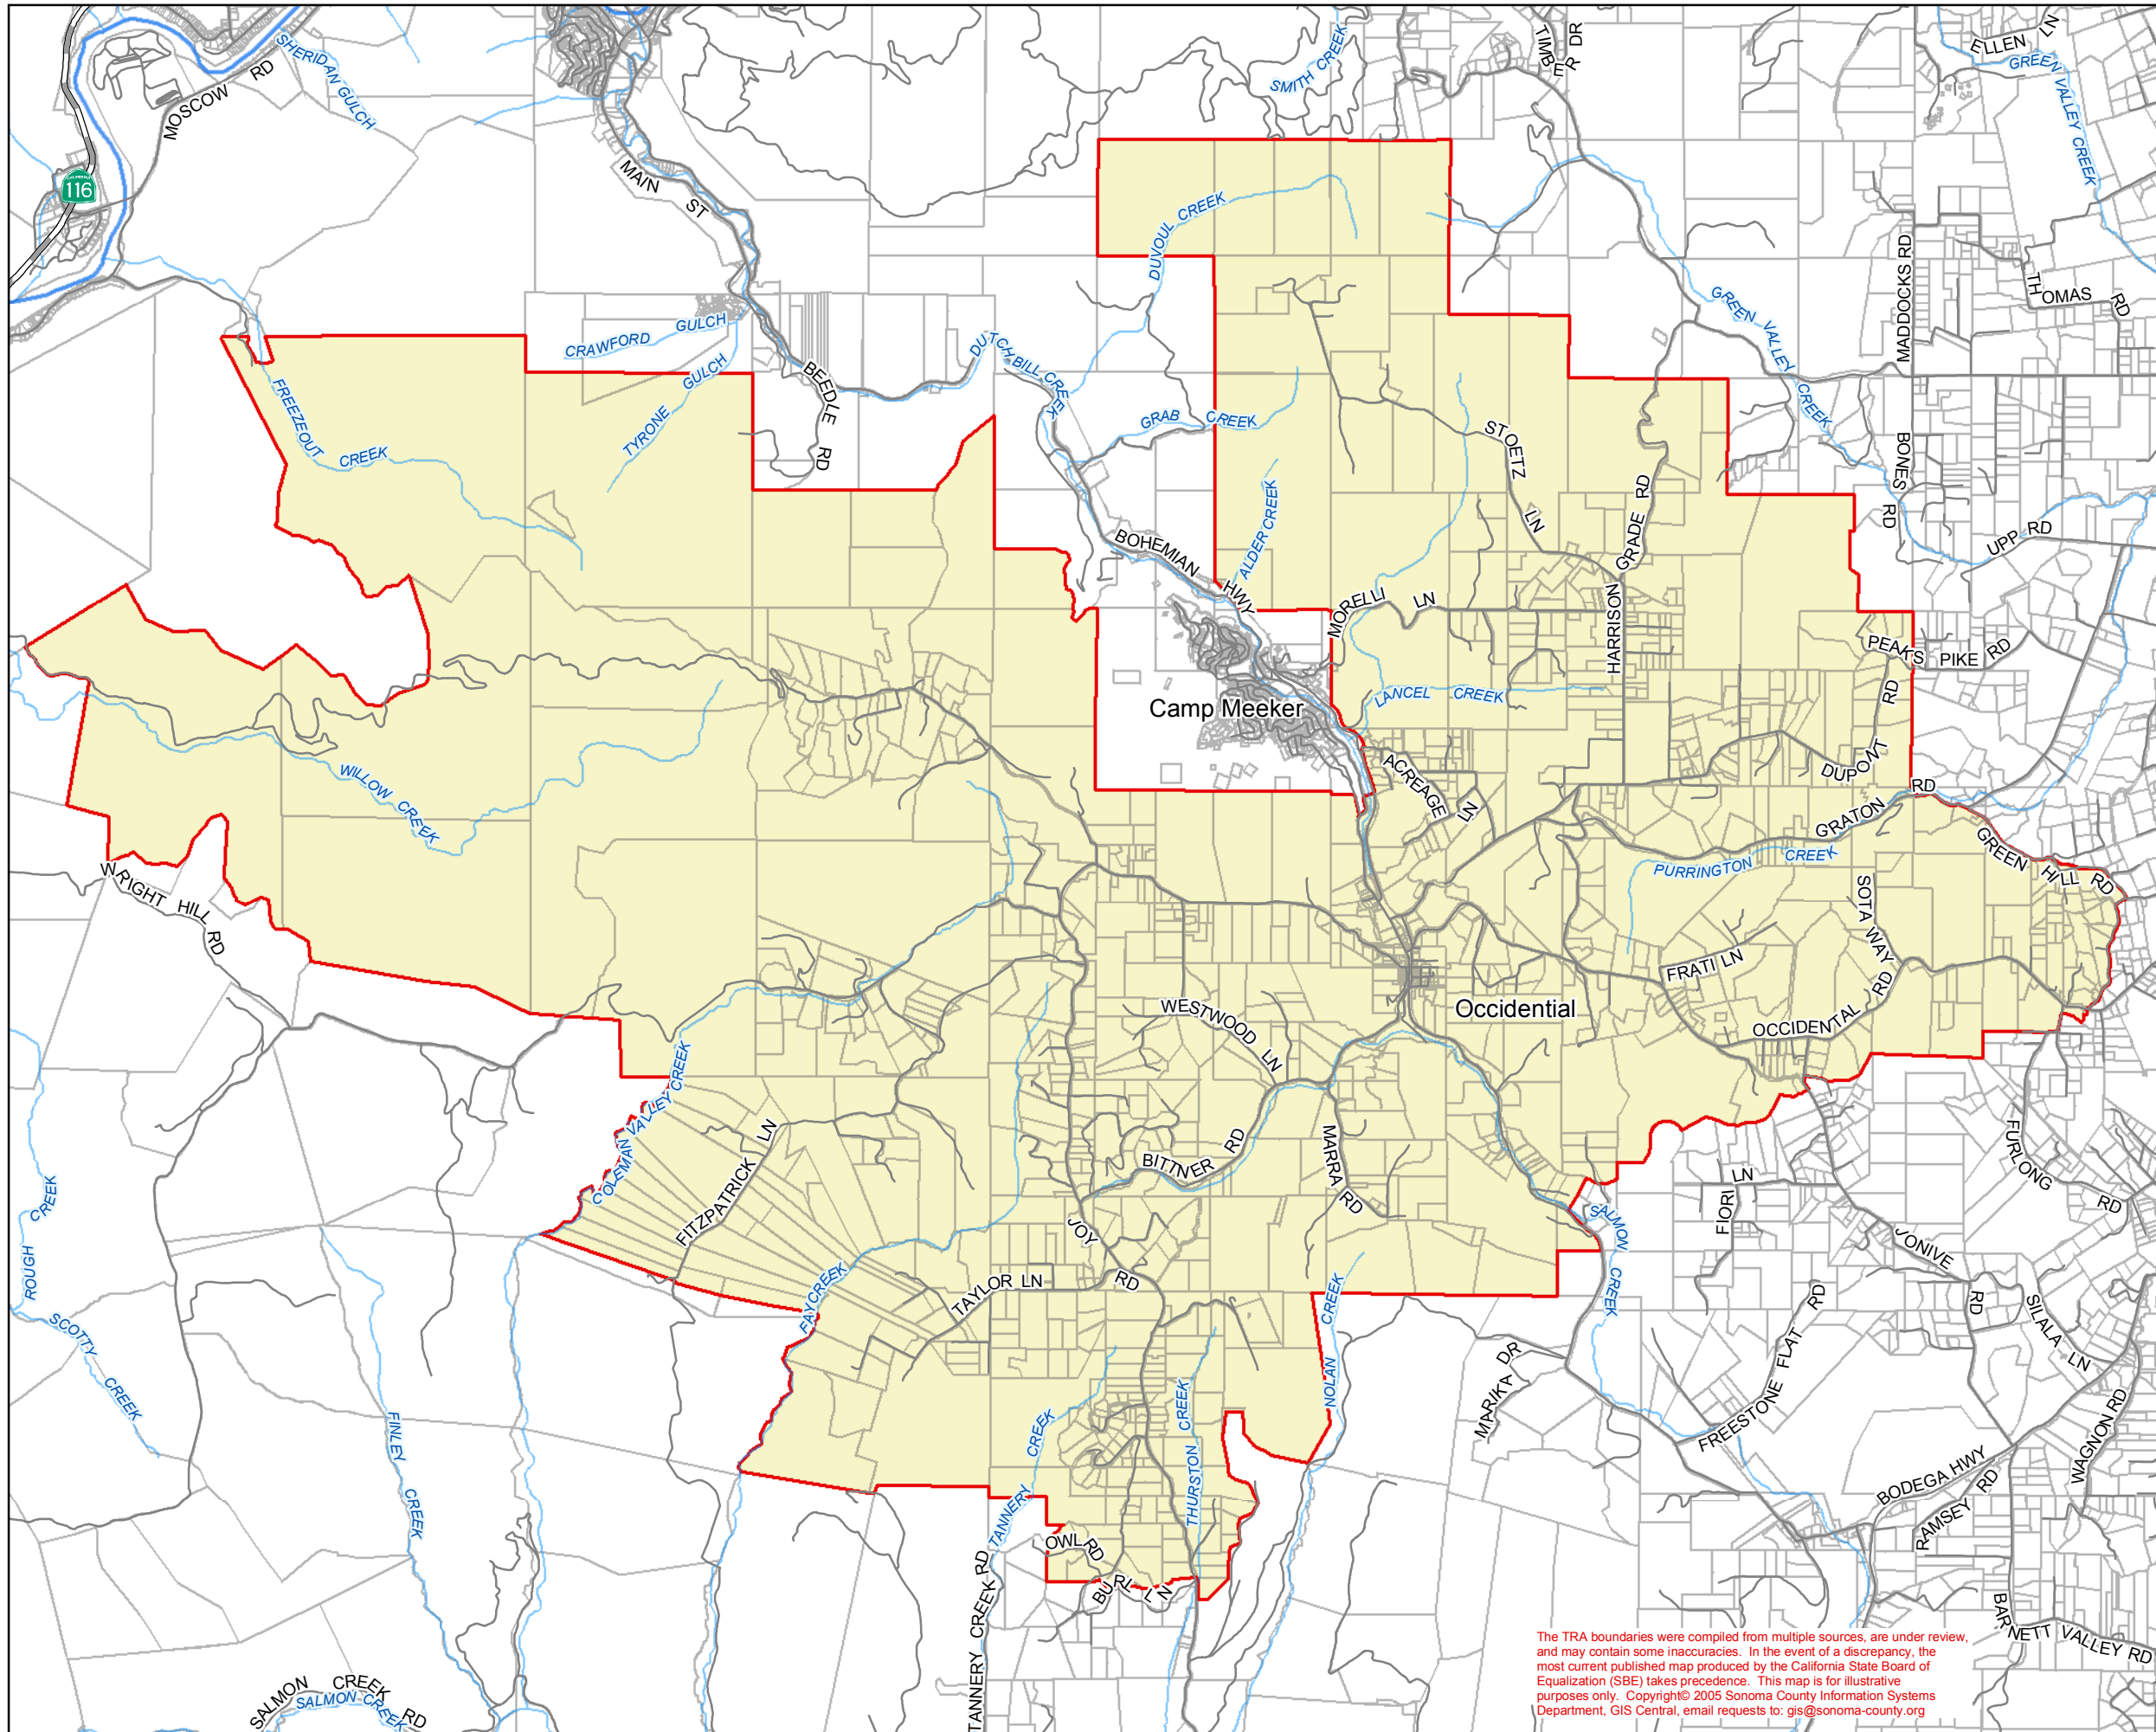 ELLEN LN
GREEN VALLEY CREEK
TIMBER DR
SMITH CREEK
SHERIDAN GULCH
MOSCOW RD
116
MAIN ST
DUVOUL CREEK
MADDOCKS RD
THOMAS RD
GREEN VALLEY CREEK
CRAWFORD GULCH
TYRONE GULCH
BEEDLE RD
DUTCH BILL CREEK
GRAB CREEK
FREEZEOUT CREEK
STOETZ LN
BONES RD
GRADE RD
HARRISON
UPP RD
ALDER CREEK
BOHEMIAN HWY
MORELLI LN
PEAKS PIKE RD
LANCEL CREEK
Camp Meeker
DUPONT RD
ACREAGE LN
WILLOW CREEK
GRATON RD
GREEN HILL RD
PURRINGTON CREEK
WRIGHT HILL RD
SOTA WAY
FRATI LN
WESTWOOD LN
Occidential
OCCIDENTAL RD
COLEMAN VALLEY CREEK
FITZPATRICK LN
BITTNER RD
MARRA RD
FURLONG RD
FIORI LN
JONIVE RD
SALMON CREEK
ROUGH CREEK
JOY RD
TAYLOR LN
FAY CREEK
NOLAN CREEK
SILALA LN
SCOTTY CREEK
MARIKA DR
FREESTONE FLAT RD
WAGNON RD
FINLEY CREEK
TANNERY CREEK
THURSTON CREEK
BODEGA HWY
RAMSEY RD
OWL RD
BURL LN
TANNERY CREEK RD
BARNETT VALLEY RD
SALMON CREEK RD
SALMON CREEK
The TRA boundaries were compiled from multiple sources, are under review,
and may contain some inaccuracies. In the event of a discrepancy, the
most current published map produced by the California State Board of
Equalization (SBE) takes precedence. This map is for illustrative
purposes only. Copyright© 2005 Sonoma County Information Systems
Department, GIS Central, email requests to: gis@sonoma-county.org